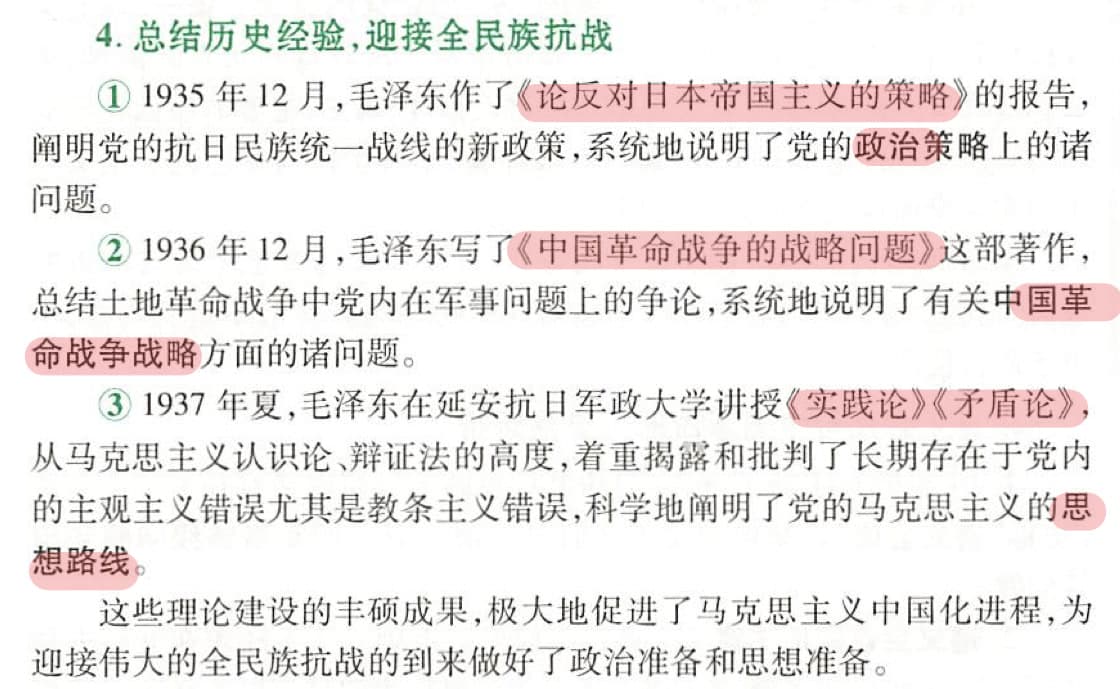 4. 总结历史经验,迎接全民族抗战
① 1935 年 12 月,毛泽东作了《论反对日本帝国主义的策略》的报告,
阐明党的抗日民族统一战线的新政策,系统地说明了党的政治策略上的诸
问题。
② 1936 年 12 月,毛泽东写了《中国革命战争的战略问题》这部著作,
总结土地革命战争中党内在军事问题上的争论,系统地说明了有关中国革
命战争战略方面的诸问题。
③ 1937 年夏,毛泽东在延安抗日军政大学讲授《实践论》《矛盾论》,
从马克思主义认识论、辩证法的高度,着重揭露和批判了长期存在于党内
的主观主义错误尤其是教条主义错误,科学地阐明了党的马克思主义的思
想路线。
这些理论建设的丰硕成果,极大地促进了马克思主义中国化进程,为
迎接伟大的全民族抗战的到来做好了政治准备和思想准备。